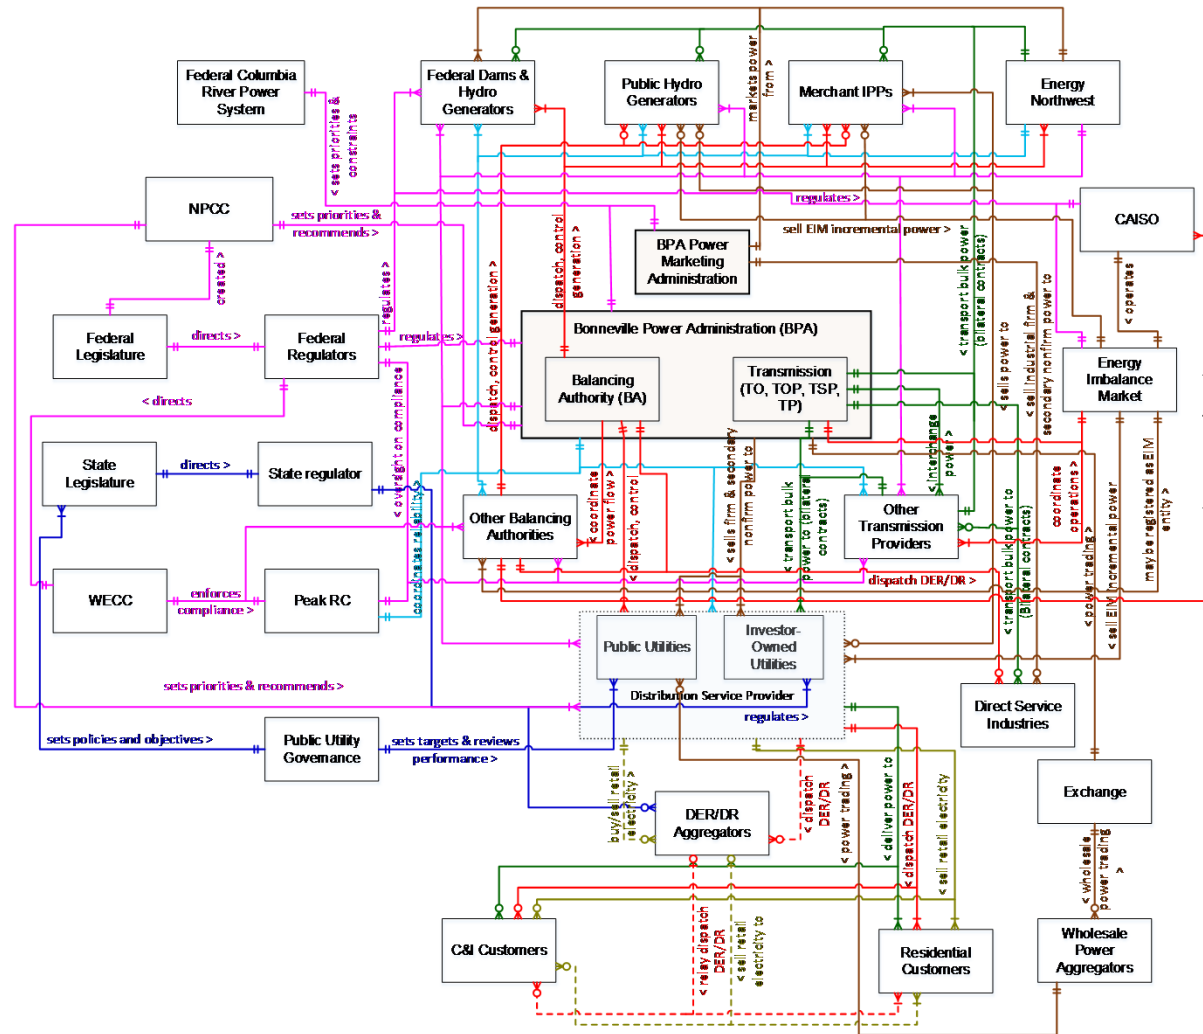 Federal Columbia
River Power
System
Federal Dams &
Hydro
Generators
Public Hydro
Generators
Merchant IPPs
Energy
Northwest
markets power
from >
< sets priorities &
constraints
NPCC
sets priorities &
recommends >
regulates >
CAISO
sell EIM incremental power >
BPA Power
Marketing
Administration
created >
regulates >
dispatch, control generation >
dispatch, control
generation >
< transport bulk power
(bilateral contracts)
< operates
Federal
Legislature
directs >
Federal
Regulators
regulates >
Bonneville Power Administration (BPA)
Balancing
Authority (BA)
Transmission
(TO, TOP, TSP,
TP)
< sells power to
< sell industrial firm &
secondary nonfirm power to
Energy
Imbalance
Market
< directs
< oversight on compliance
State
Legislature
directs >
State regulator
coordinates reliability >
Other Balancing
Authorities
< coordinate
power flow >
< dispatch, control
< sells firm & secondary
nonfirm power to
< transport bulk
power to (bilateral
contracts)
< interchange
power >
Other
Transmission
Providers
coordinate
operations >
may be registered as EIM
entity >
WECC
enforces
compliance >
Peak RC
dispatch DER/DR >
< transport bulk power to
(Bilateral contracts)
< power trading >
< sell EIM incremental power
Public Utilities
Investor-
Owned
Utilities
Distribution Service Provider
sets priorities & recommends >
regulates >
Direct Service
Industries
sets policies and objectives >
Public Utility
Governance
sets targets & reviews
performance >
buy/sell retail
electricity >
DER/DR
Aggregators
< dispatch
DER/DR
< power trading >
< deliver power to
< dispatch DER/DR
< sell retail electricity
Exchange
< wholesale
power trading
>
C&I Customers
< relay dispatch
DER/DR
< sell retail
electricity to
Residential
Customers
Wholesale
Power
Aggregators